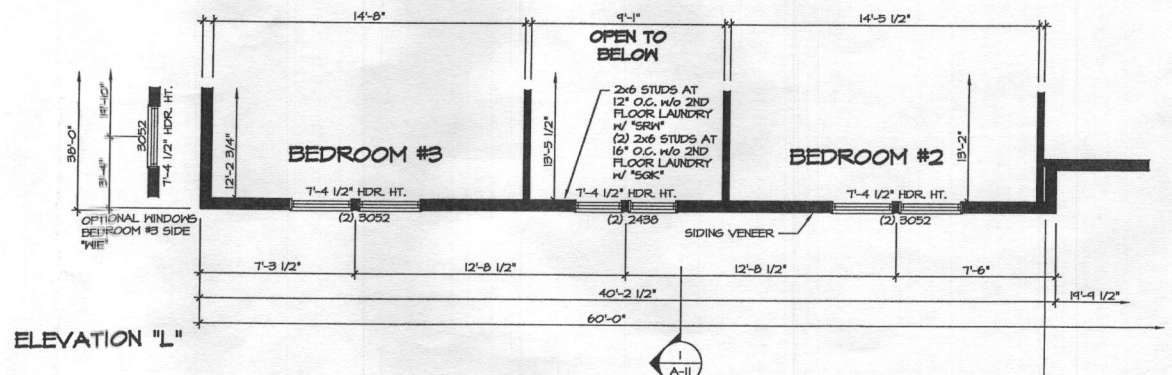 14'-8"
9'-1"
14'-5 1/2"
OPEN TO
BELOW
2x6 STUDS AT
12" O.C. W/o 2ND
FLOOR LAUNDRY
W/ "SRW"
(2) 2x6 STUDS AT
16" O.C. W/o 2ND
FLOOR LAUNDRY
W/ "SGK"
38'-0"
31'-4"
3052
7'-4 1/2" HDR. HT.
12'-2 3/4"
BEDROOM #3
13'-5 1/2"
BEDROOM #2
13'-2"
7'-4 1/2" HDR. HT.
7'-4 1/2" HDR. HT.
7'-4 1/2" HDR. HT.
OPTIONAL WINDOWS
BEDROOM #3 SIDE
"WIE"
(2) 3052
(2) 2438
SIDING VENEER
(2) 3052
7'-3 1/2"
12'-8 1/2"
12'-8 1/2"
7'-6"
40'-2 1/2"
19'-9 1/2"
60'-0"
ELEVATION "L"
1
A-11